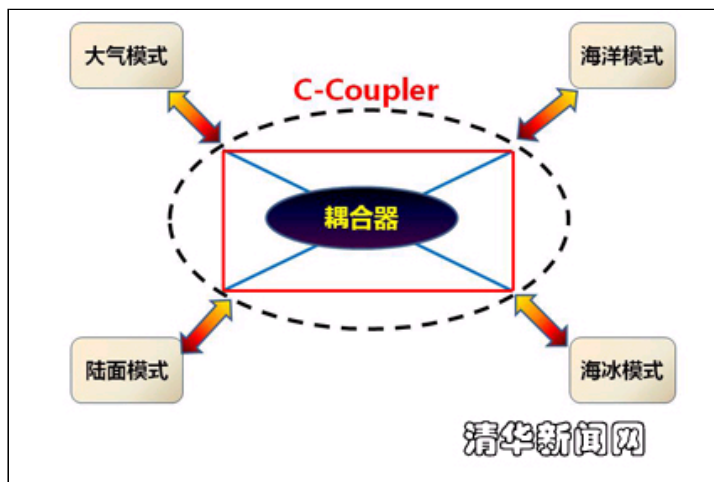 大气模式
海洋模式
C-Coupler
耦合器
陆面模式
海冰模式
清华新闻网